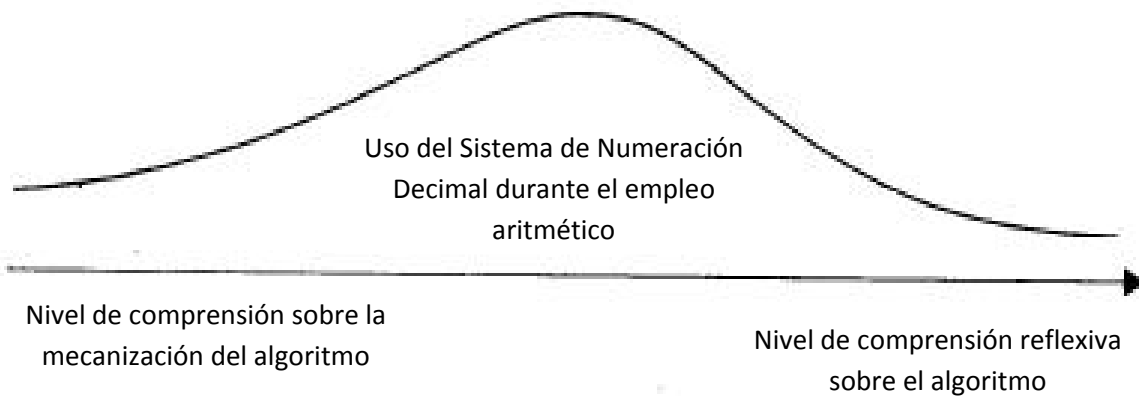 Uso del Sistema de Numeración
Decimal durante el empleo
aritmético
Nivel de comprensión sobre la
mecanización del algoritmo
Nivel de comprensión reflexiva
sobre el algoritmo